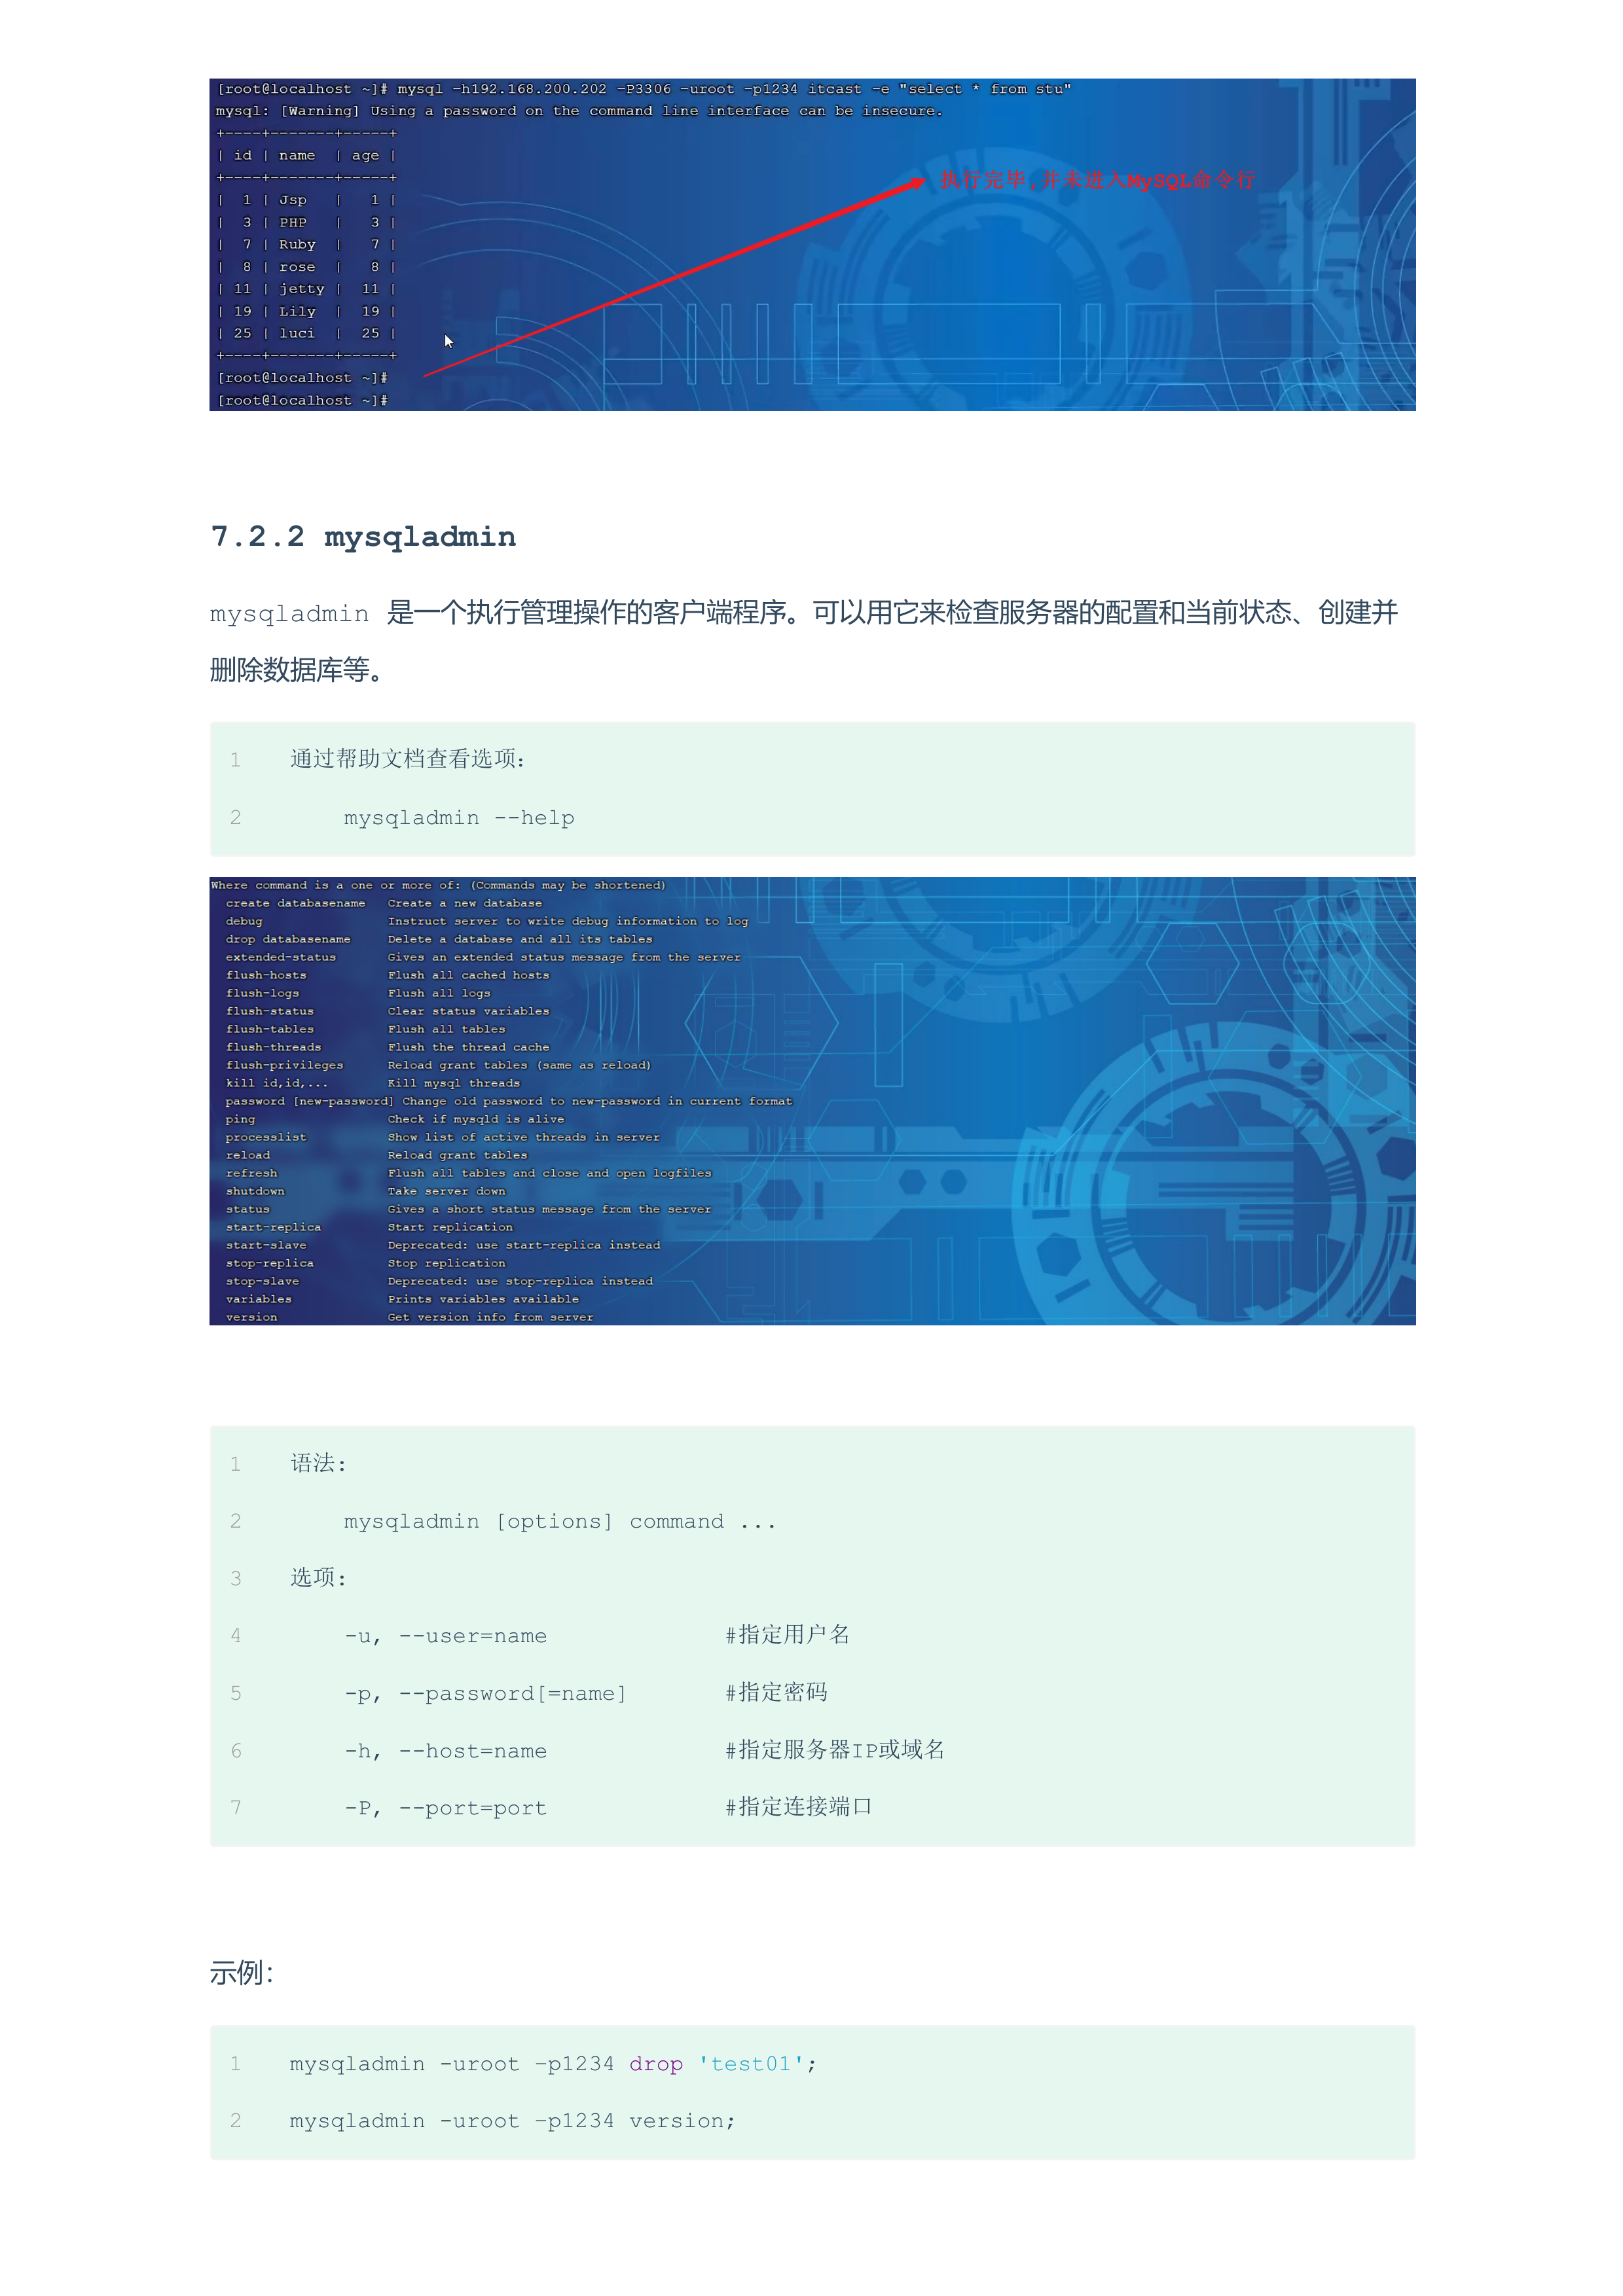 [root@localhost ~]# mysql -h192.168.200.202 -P3306 -uroot -p1234 itcast -e "select * from stu"
mysql: [Warning] Using a password on the command line interface can be insecure.
+----+-------+-----+
| id | name  | age |
+----+-------+-----+
|  1 | Jsp   |   1 |
|  3 | PHP   |   3 |
|  7 | Ruby  |   7 |
|  8 | rose  |   8 |
| 11 | jetty |  11 |
| 19 | Lily  |  19 |
| 25 | luci  |  25 |
+----+-------+-----+
[root@localhost ~]#
[root@localhost ~]#
执行完毕,并未进入MySQL命令行
7.2.2 mysqladmin
mysqladmin 是一个执行管理操作的客户端程序。可以用它来检查服务器的配置和当前状态、创建并
删除数据库等。
1 通过帮助文档查看选项：
2 mysqladmin --help
Where command is a one or more of: (Commands may be shortened)
create databasename Create a new database
debug Instruct server to write debug information to log
drop databasename Delete a database and all its tables
extended-status Gives an extended status message from the server
flush-hosts Flush all cached hosts
flush-logs Flush all logs
flush-status Clear status variables
flush-tables Flush all tables
flush-threads Flush the thread cache
flush-privileges Reload grant tables (same as reload)
kill id,id,... Kill mysql threads
password [new-password] Change old password to new-password in current format
ping Check if mysqld is alive
processlist Show list of active threads in server
reload Reload grant tables
refresh Flush all tables and close and open logfiles
shutdown Take server down
status Gives a short status message from the server
start-replica Start replication
start-slave Deprecated: use start-replica instead
stop-replica Stop replication
stop-slave Deprecated: use stop-replica instead
variables Prints variables available
version Get version info from server
1 语法：
2 mysqladmin [options] command ...
3 选项：
4 -u, --user=name #指定用户名
5 -p, --password[=name] #指定密码
6 -h, --host=name #指定服务器IP或域名
7 -P, --port=port #指定连接端口
示例：
1 mysqladmin -uroot –p1234 drop 'test01';
2 mysqladmin -uroot –p1234 version;